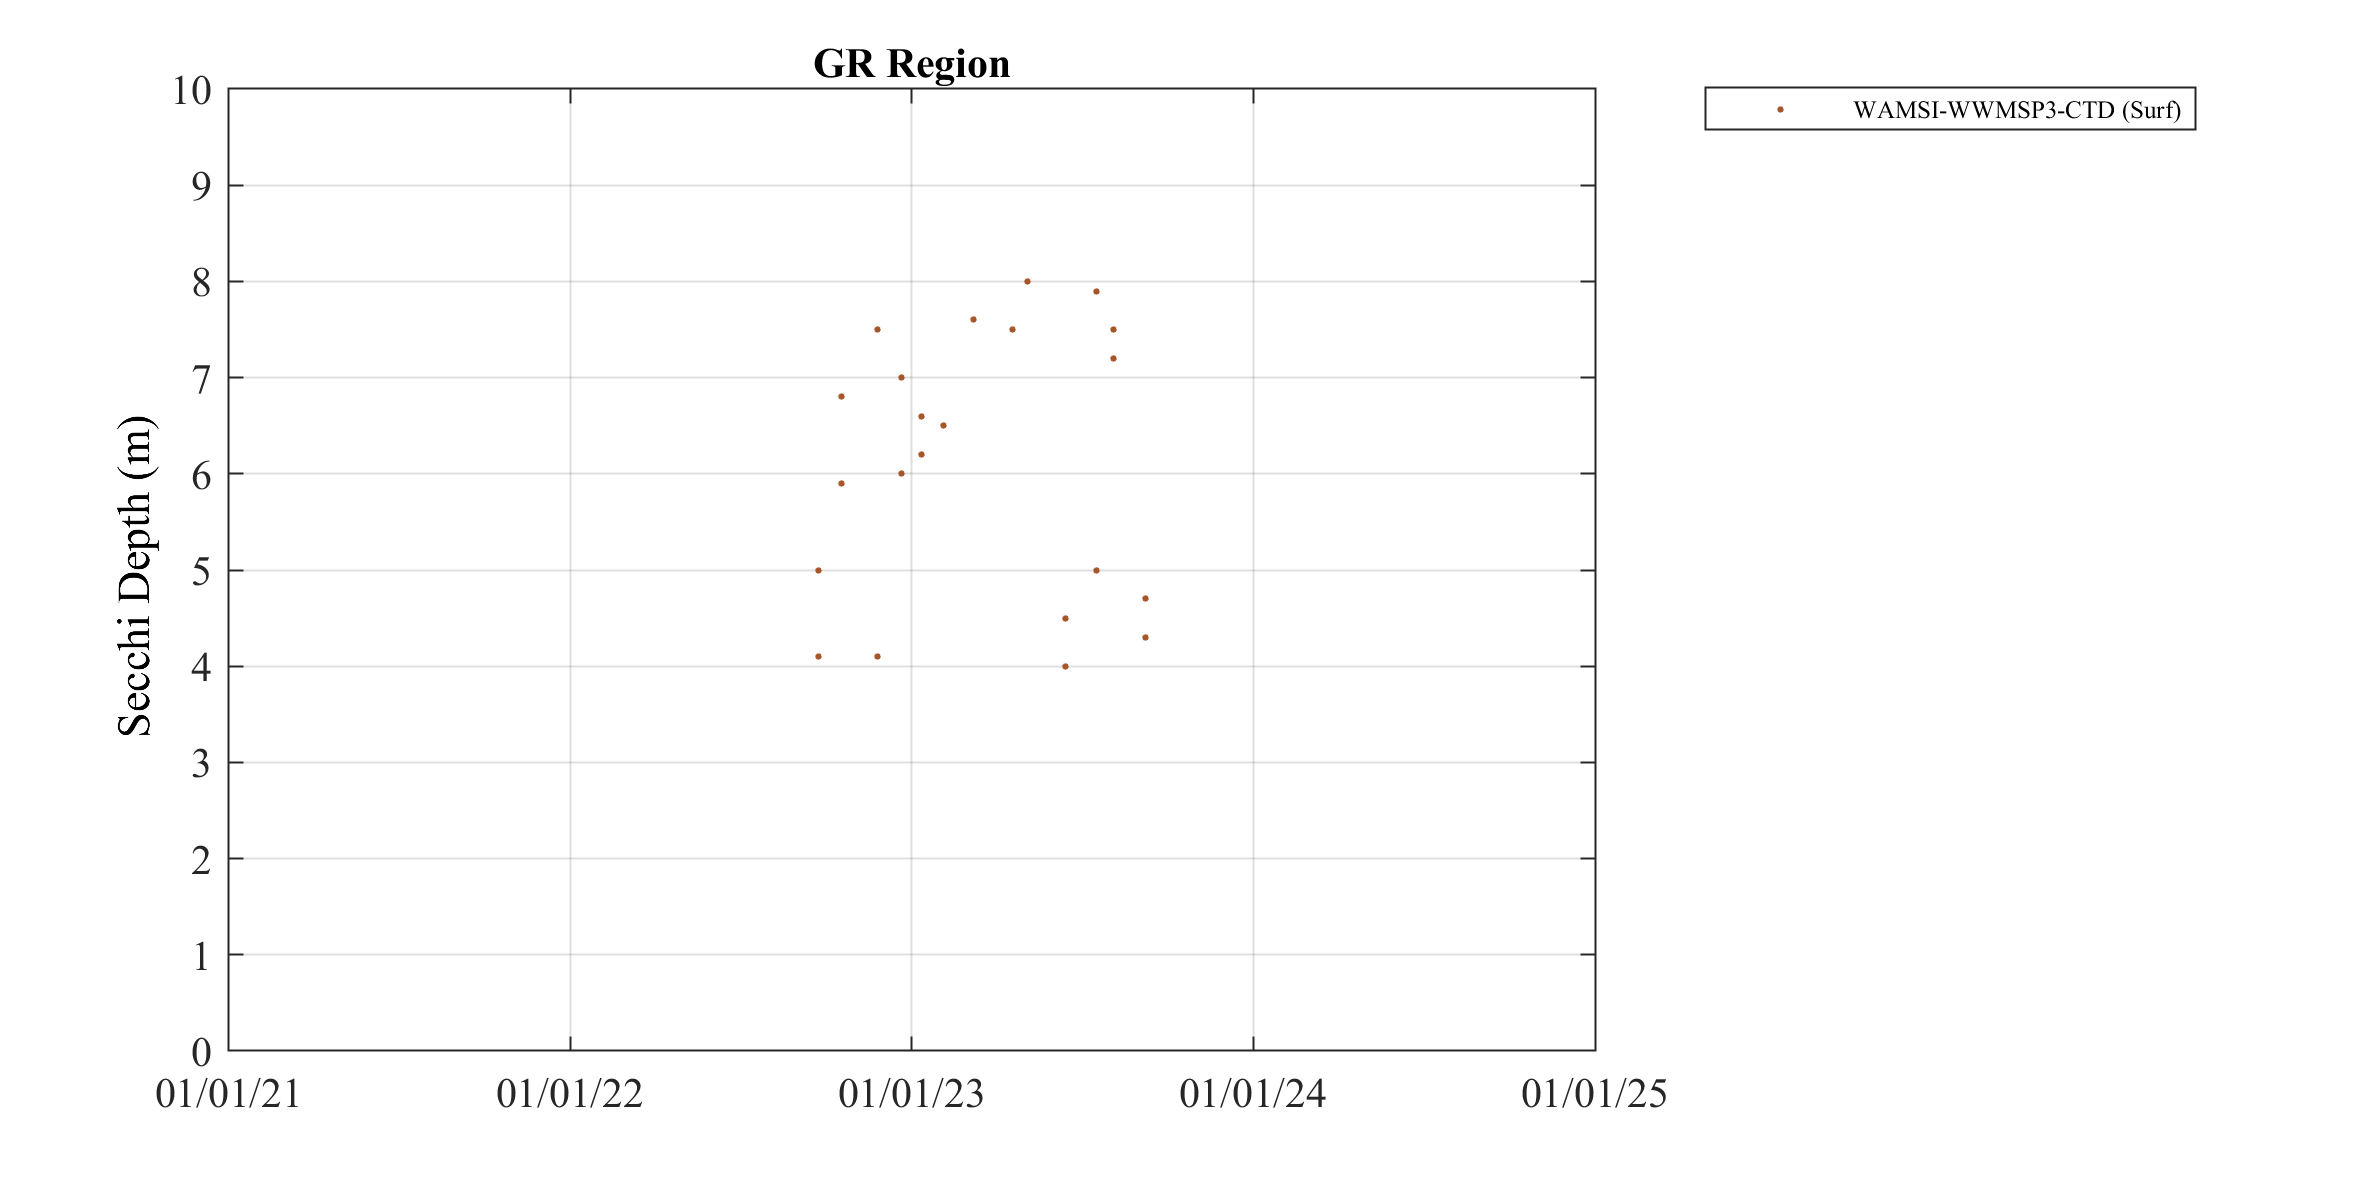 GR Region
WAMSI-WWMSP3-CTD (Surf)
10
9
8
7
6
5
4
3
2
1
0
Secchi Depth (m)
01/01/21 01/01/22 01/01/23 01/01/24 01/01/25